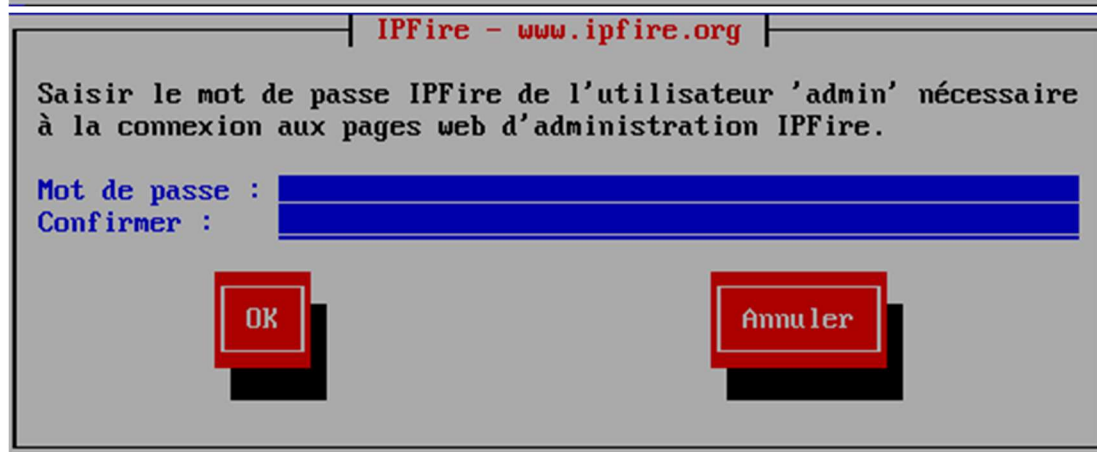 IPFire - www.ipfire.org
Saisir le mot de passe IPFire de l'utilisateur 'admin' nécessaire
à la connexion aux pages web d'administration IPFire.
Mot de passe :
Confirmer :
OK
Annuler